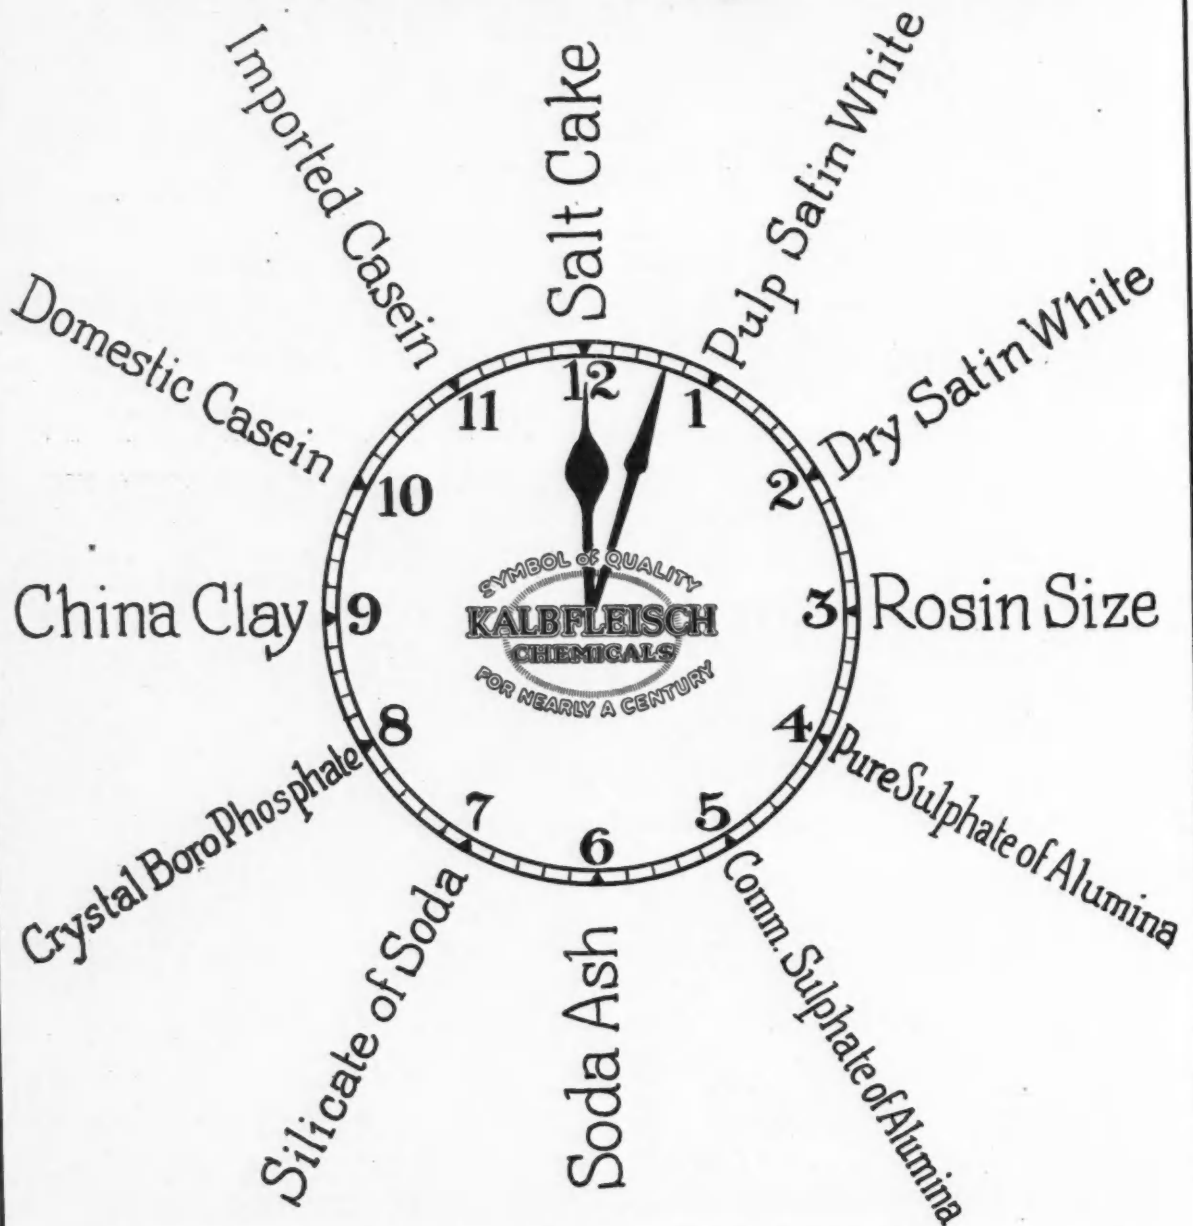 Salt Cake
Pulp Satin White
Dry Satin White
Rosin Size
Pure Sulphate of Alumina
Comm. Sulphate of Alumina
Soda Ash
Silicate of Soda
Crystal Boro Phosphate
China Clay
Domestic Casein
Imported Casein
12
1
2
3
4
5
6
7
8
9
10
11
SYMBOL of QUALITY
KALBFLEISCH
CHEMICALS
FOR NEARLY A CENTURY